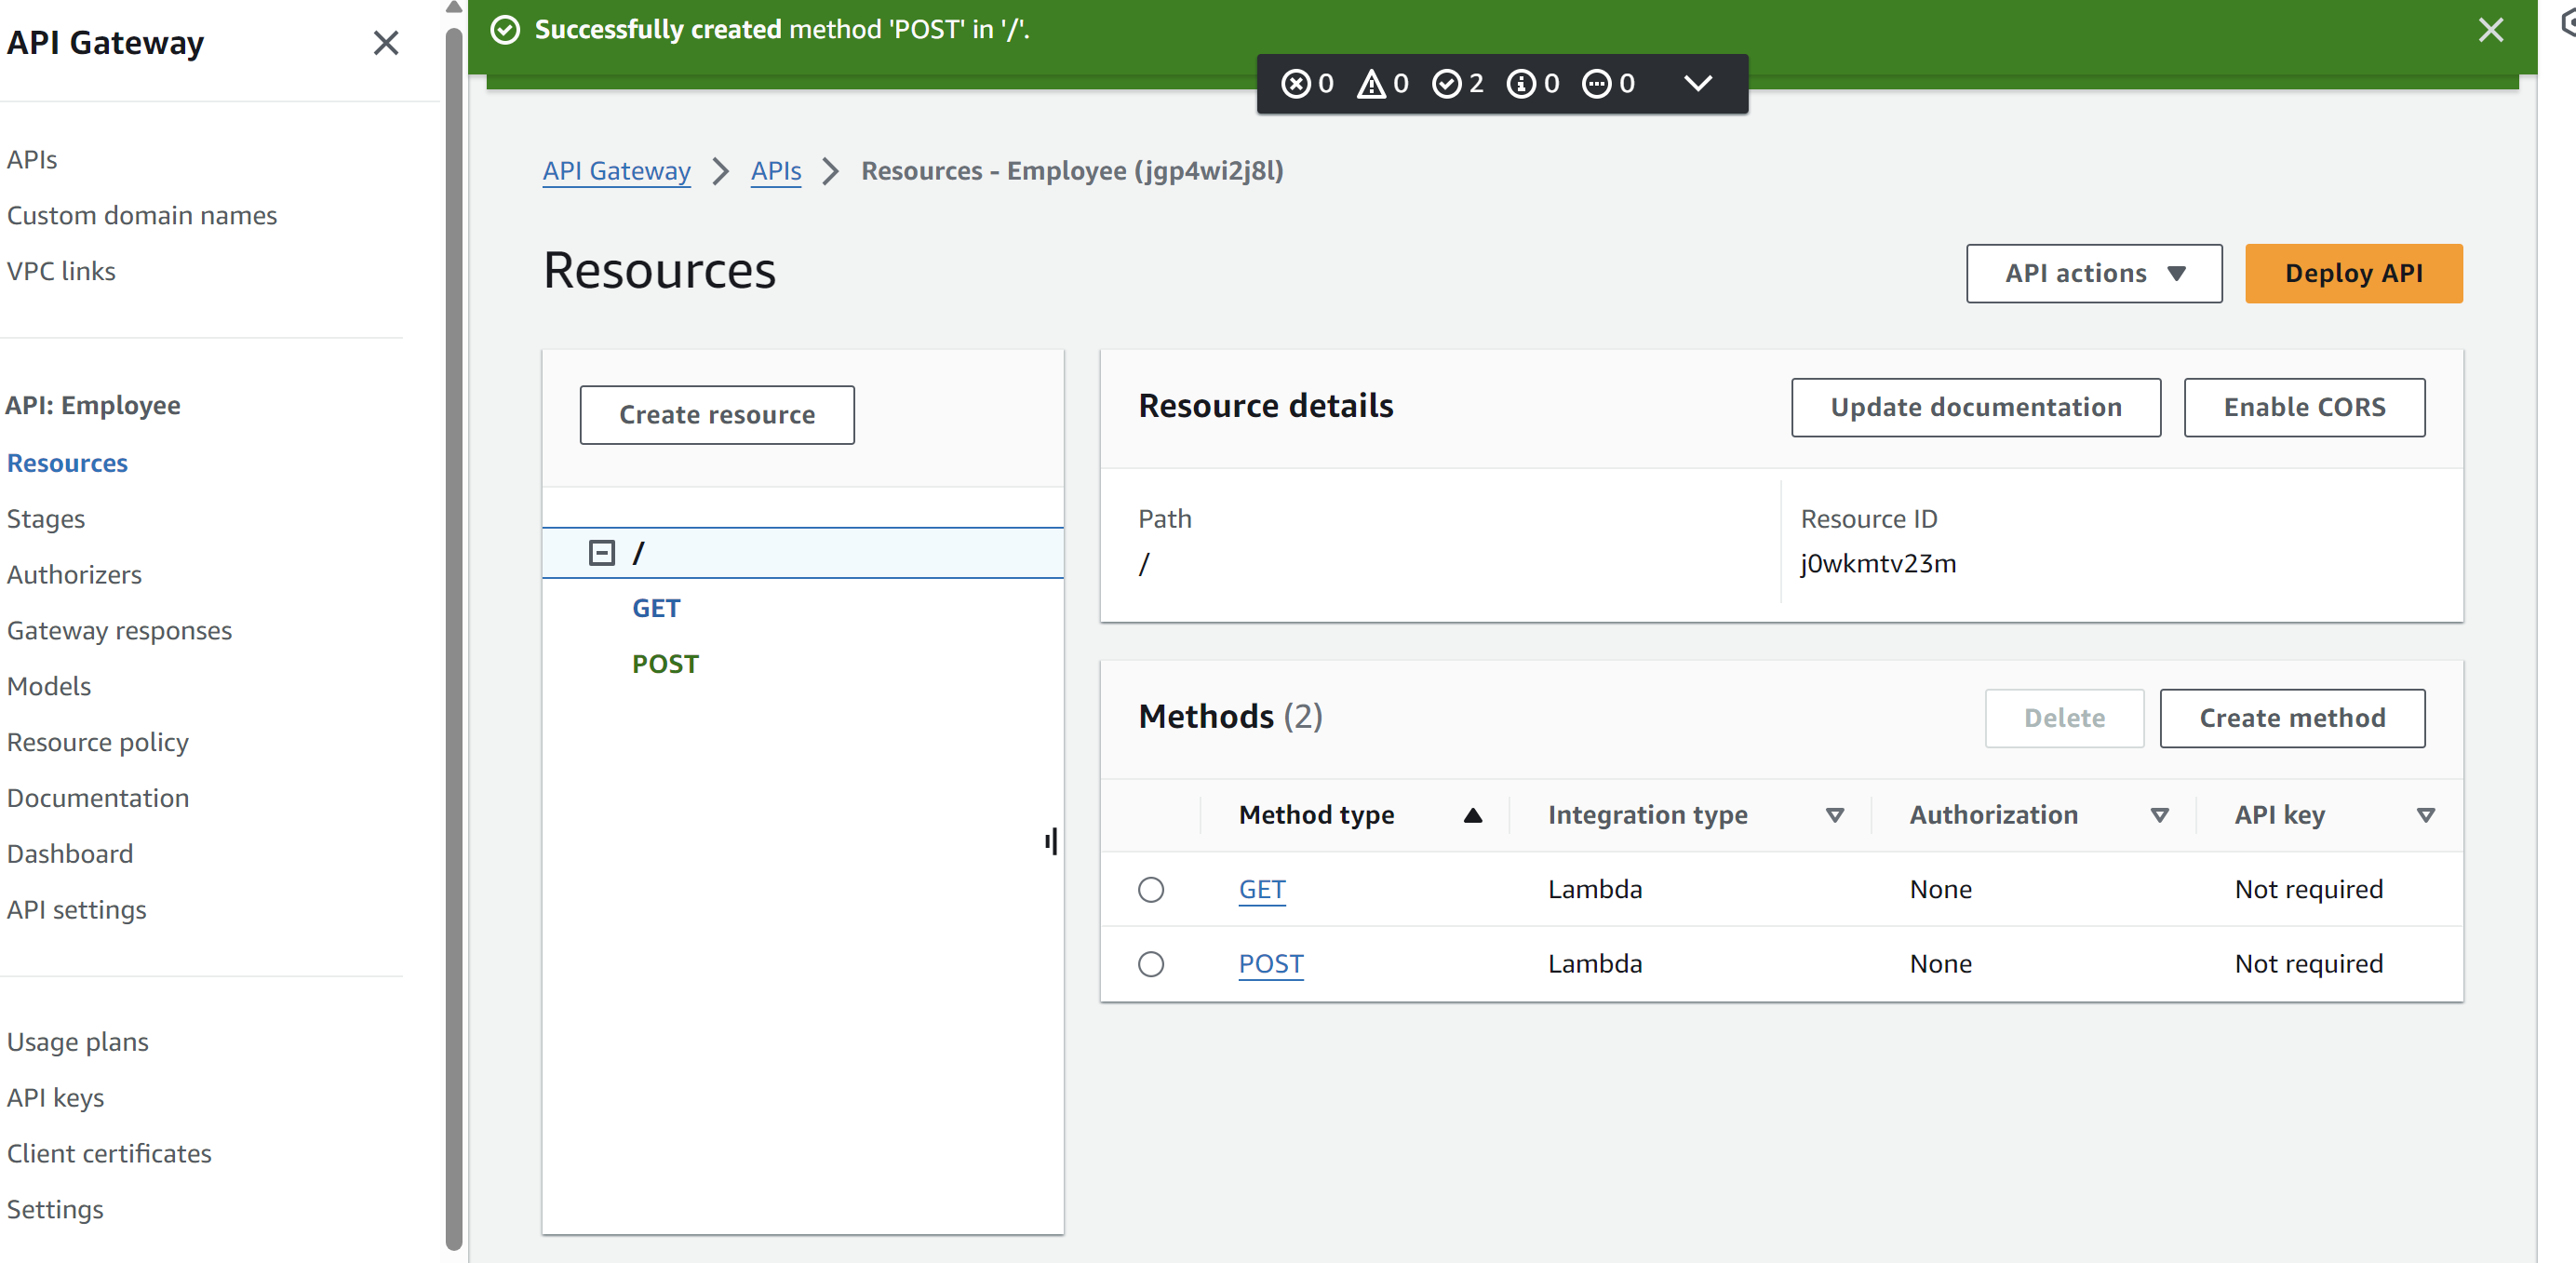 API Gateway
APIs
Custom domain names
VPC links
API: Employee
Resources
Stages
Authorizers
Gateway responses
Models
Resource policy
Documentation
Dashboard
API settings
Usage plans
API keys
Client certificates
Settings
Successfully created method 'POST' in '/'.
0 0 2 0 0
API Gateway > APIs > Resources - Employee (jgp4wi2j8l)
Resources
API actions
Deploy API
Create resource
/
GET
POST
Resource details
Update documentation
Enable CORS
Path
/
Resource ID
j0wkmtv23m
Methods (2)
Delete
Create method
Method type Integration type Authorization API key
GET Lambda None Not required
POST Lambda None Not required